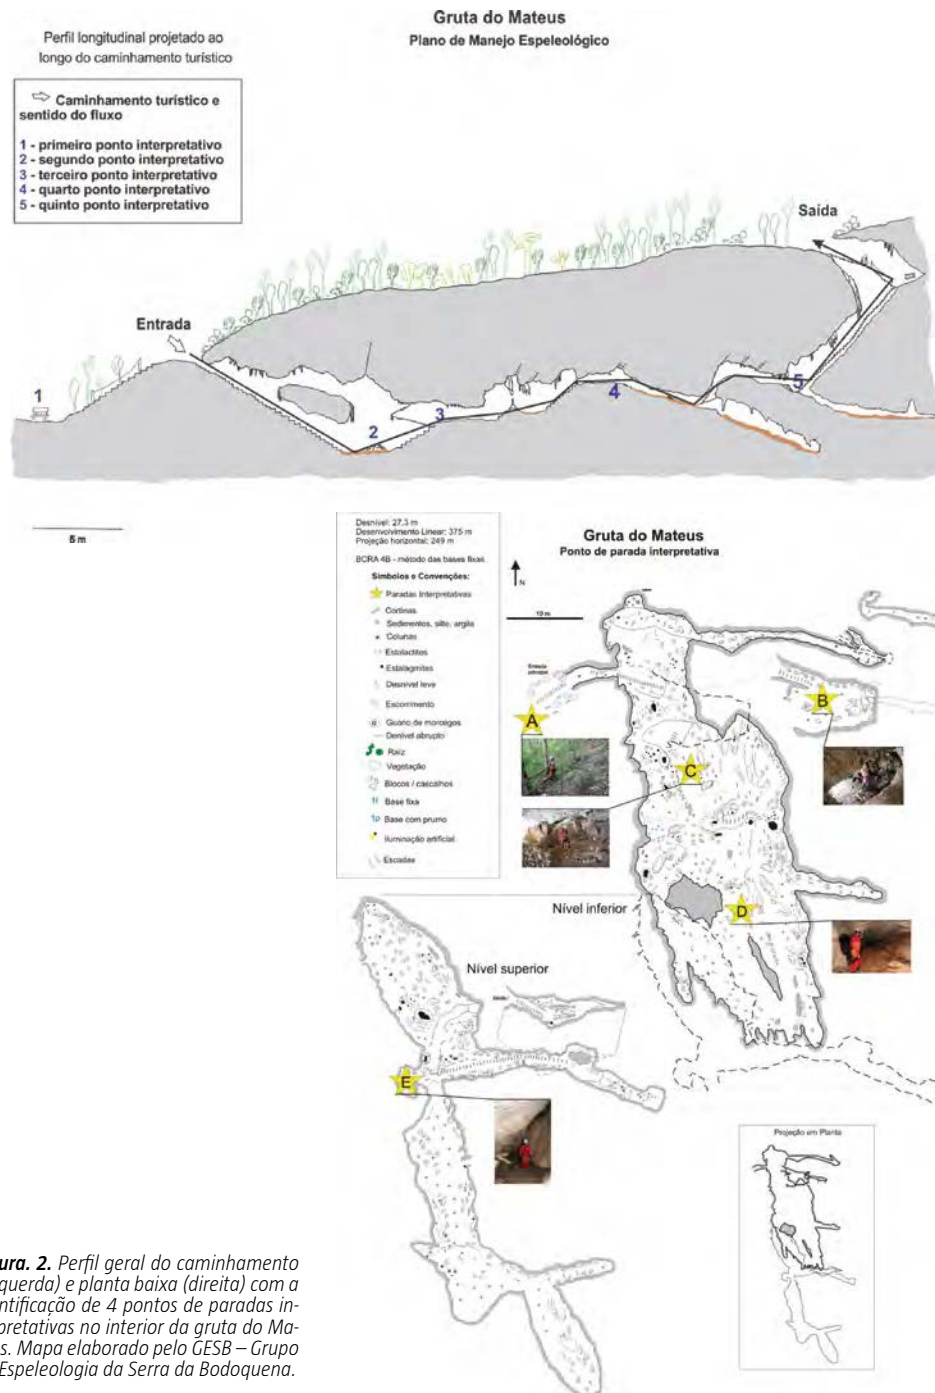 Gruta do Mateus
Plano de Manejo Espeleológico
Perfil longitudinal projetado ao
longo do caminhamento turístico
Caminhamento turístico e
sentido do fluxo
1 - primeiro ponto interpretativo
2 - segundo ponto interpretativo
3 - terceiro ponto interpretativo
4 - quarto ponto interpretativo
5 - quinto ponto interpretativo
Saída
Entrada
1
2
3
4
5
5 m
Desnível: 27,3 m
Desenvolvimento Linear: 375 m
Projeção horizontal: 249 m
BCRA 4B - método das bases fixas
Símbolos e Convenções:
Paradas Interpretativas
Cortinas
Sedimentos, silte, argila
Colunas
Estalactites
Estalagmites
Desnível leve
Escorrimento
Guano de morcegos
Denível abrupto
Raíz
Vegetação
Blocos / cascalhos
Base fixa
Base com prumo
Iluminação artificial
Escadas
Gruta do Mateus
Ponto de parada interpretativa
N
10 m
A
B
C
D
Nível inferior
Nível superior
E
Projeção em Planta
ura. 2. Perfil geral do caminhamento
querda) e planta baixa (direita) com a
ntificação de 4 pontos de paradas in-
pretativas no interior da gruta do Ma-
s. Mapa elaborado pelo GESB – Grupo
Espeleologia da Serra da Bodoquena.